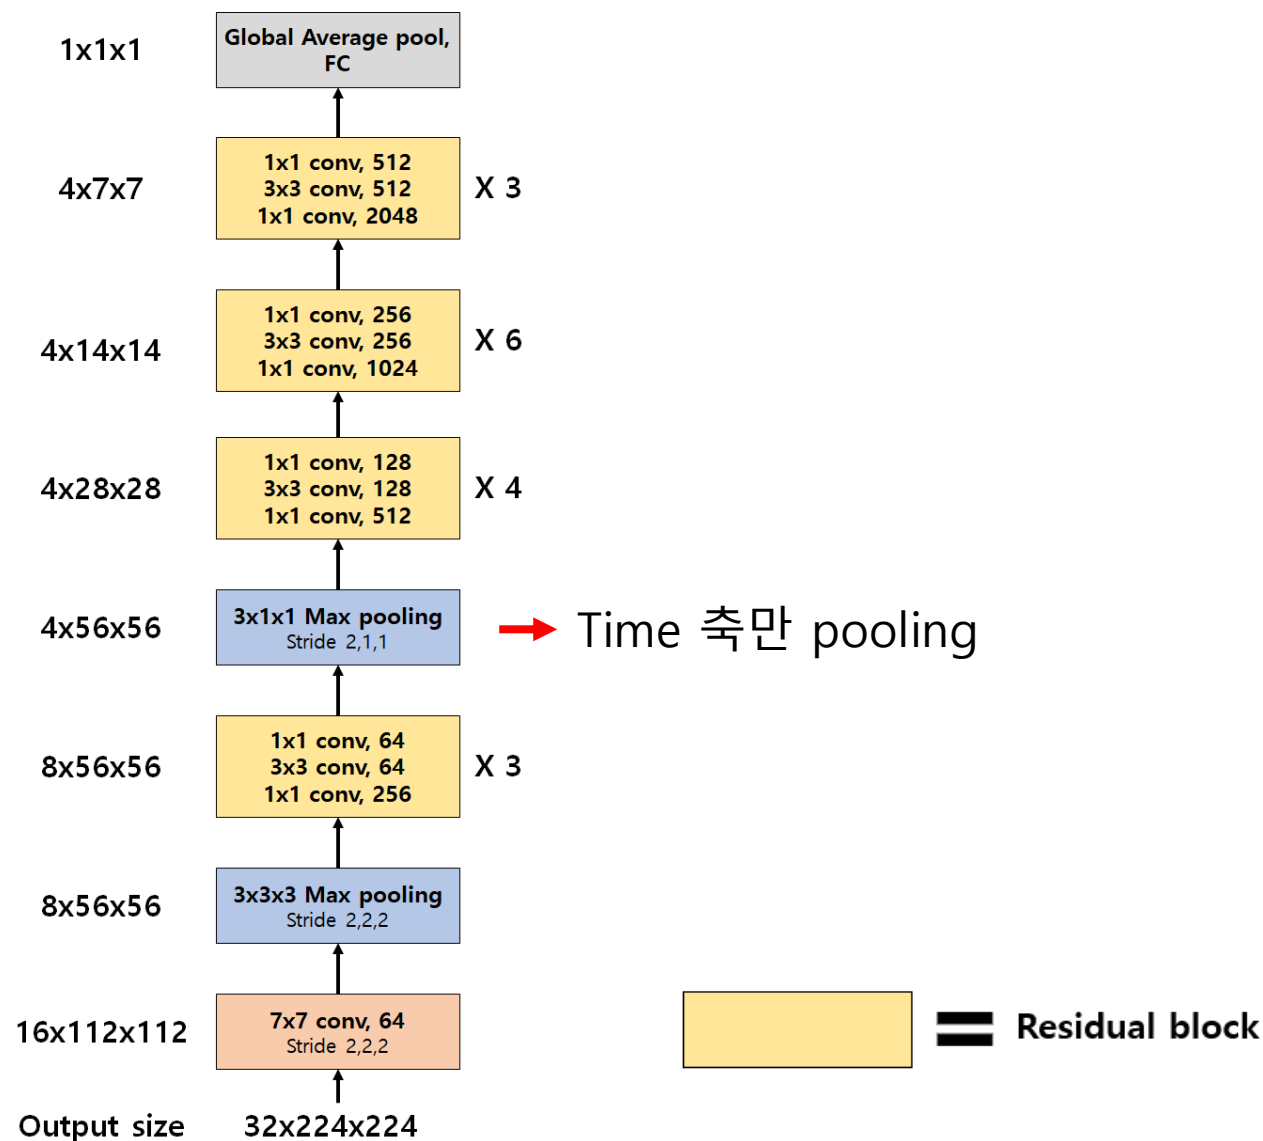 1x1x1
Global Average pool,
FC
4x7x7
1x1 conv, 512
3x3 conv, 512
1x1 conv, 2048
X 3
4x14x14
1x1 conv, 256
3x3 conv, 256
1x1 conv, 1024
X 6
4x28x28
1x1 conv, 128
3x3 conv, 128
1x1 conv, 512
X 4
4x56x56
3x1x1 Max pooling
Stride 2,1,1
Time 축만 pooling
8x56x56
1x1 conv, 64
3x3 conv, 64
1x1 conv, 256
X 3
8x56x56
3x3x3 Max pooling
Stride 2,2,2
16x112x112
7x7 conv, 64
Stride 2,2,2
= Residual block
Output size
32x224x224